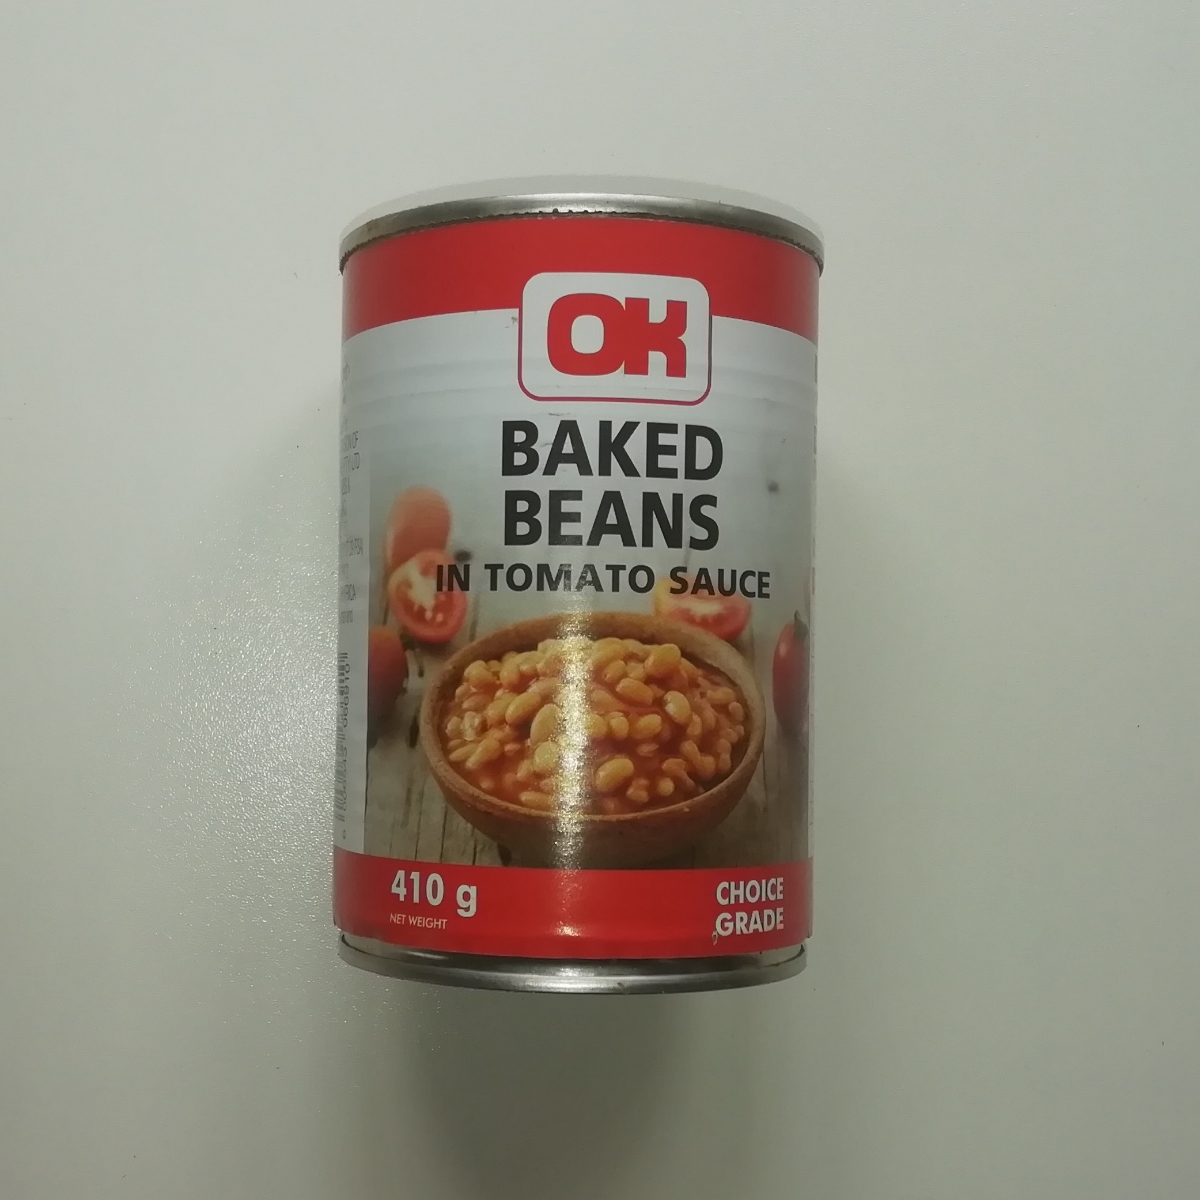 OK
BAKED
BEANS
IN TOMATO SAUCE
410 g
NET WEIGHT
CHOICE
GRADE